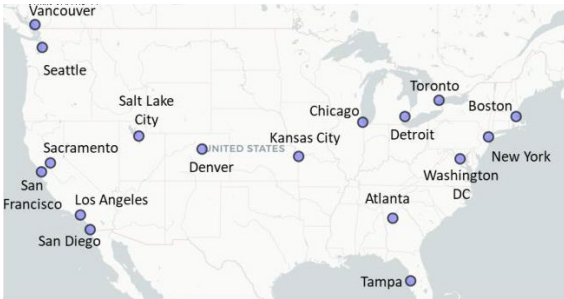 Vancouver
Seattle
Salt Lake
City
Sacramento
San
Francisco
Los Angeles
San Diego
Denver
UNITED STATES
Kansas City
Chicago
Detroit
Toronto
Boston
New York
Washington
DC
Atlanta
Tampa